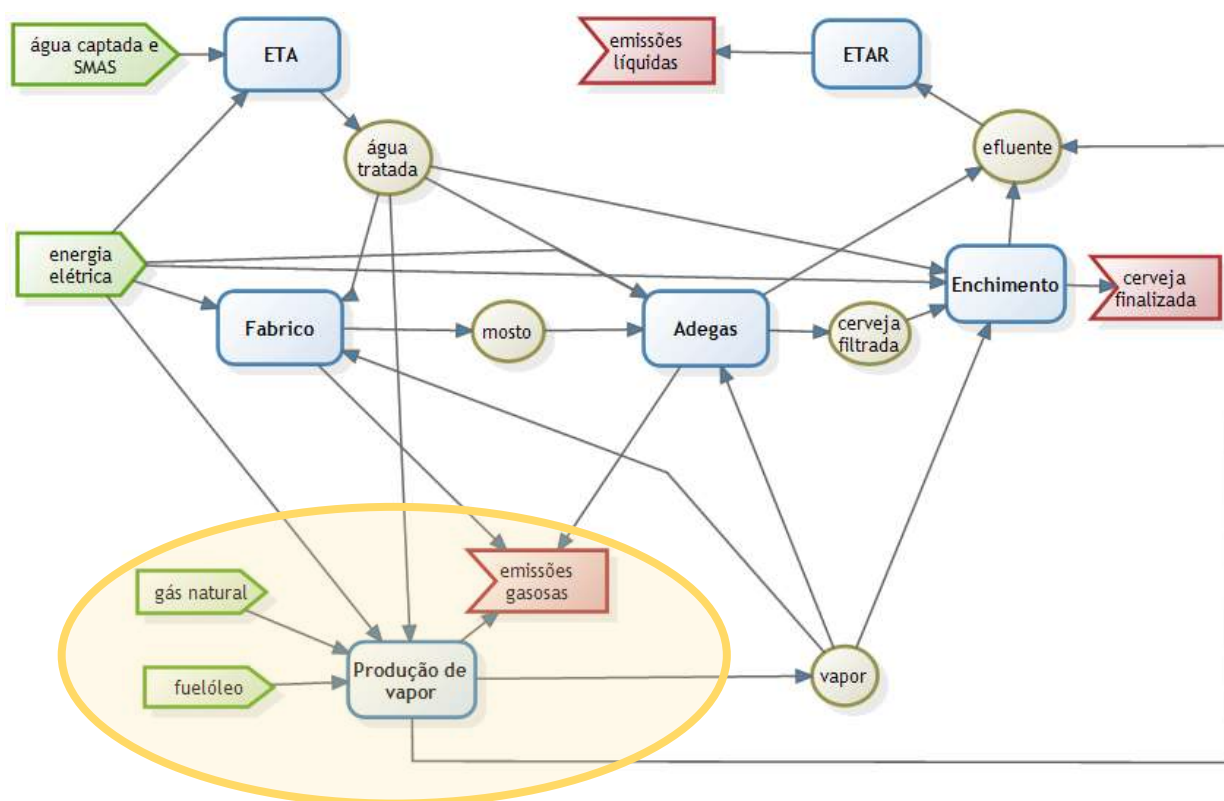 água captada e
SMAS
ETA
emissões
líquidas
ETAR
água
tratada
efluente
energia
elétrica
Fabrico
mosto
Adegas
cerveja
filtrada
Enchimento
cerveja
finalizada
gás natural
emissões
gasosas
fuelóleo
Produção de
vapor
vapor